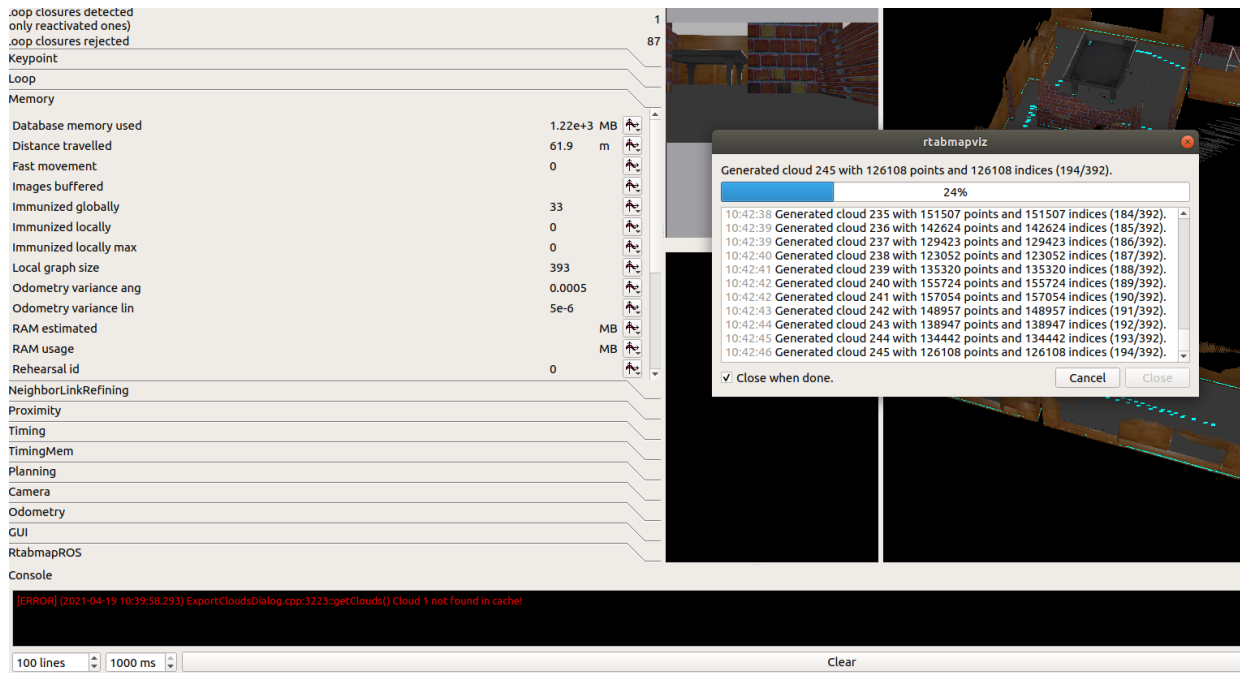 Loop closures detected
(only reactivated ones) 1
Loop closures rejected 87
Keypoint
Loop
Memory
Database memory used 1.22e+3 MB
Distance travelled 61.9 m
Fast movement 0
Images buffered
Immunized globally 33
Immunized locally 0
Immunized locally max 0
Local graph size 393
Odometry variance ang 0.0005
Odometry variance lin 5e-6
RAM estimated MB
RAM usage MB
Rehearsal id 0
NeighborLinkRefining
Proximity
Timing
TimingMem
Planning
Camera
Odometry
GUI
RtabmapROS
Console
[ERROR] (2021-04-19 10:39:58.293) ExportCloudsDialog.cpp:3223::getClouds() Cloud 1 not found in cache!
100 lines 1000 ms Clear
rtabmapviz
Generated cloud 245 with 126108 points and 126108 indices (194/392).
24%
10:42:38 Generated cloud 235 with 151507 points and 151507 indices (184/392).
10:42:39 Generated cloud 236 with 142624 points and 142624 indices (185/392).
10:42:39 Generated cloud 237 with 129423 points and 129423 indices (186/392).
10:42:40 Generated cloud 238 with 123052 points and 123052 indices (187/392).
10:42:41 Generated cloud 239 with 135320 points and 135320 indices (188/392).
10:42:42 Generated cloud 240 with 155724 points and 155724 indices (189/392).
10:42:42 Generated cloud 241 with 157054 points and 157054 indices (190/392).
10:42:43 Generated cloud 242 with 148957 points and 148957 indices (191/392).
10:42:44 Generated cloud 243 with 138947 points and 138947 indices (192/392).
10:42:45 Generated cloud 244 with 134442 points and 134442 indices (193/392).
10:42:46 Generated cloud 245 with 126108 points and 126108 indices (194/392).
Close when done. Cancel Close